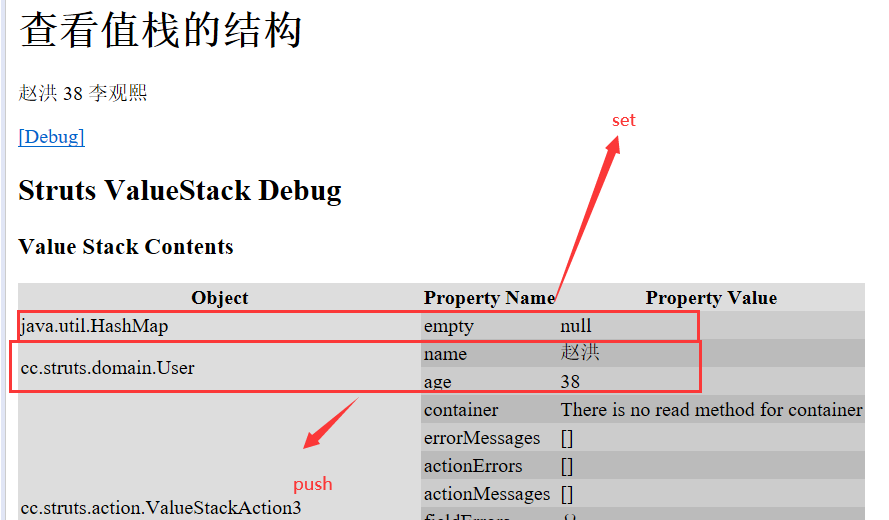 查看值栈的结构
赵洪 38 李观熙
[Debug]
set
Struts ValueStack Debug
Value Stack Contents
Object Property Name Property Value
java.util.HashMap empty null
cc.struts.domain.User name 赵洪
age 38
container There is no read method for container
errorMessages []
actionErrors []
push
actionMessages []
cc.struts.action.ValueStackAction3
fieldErrors